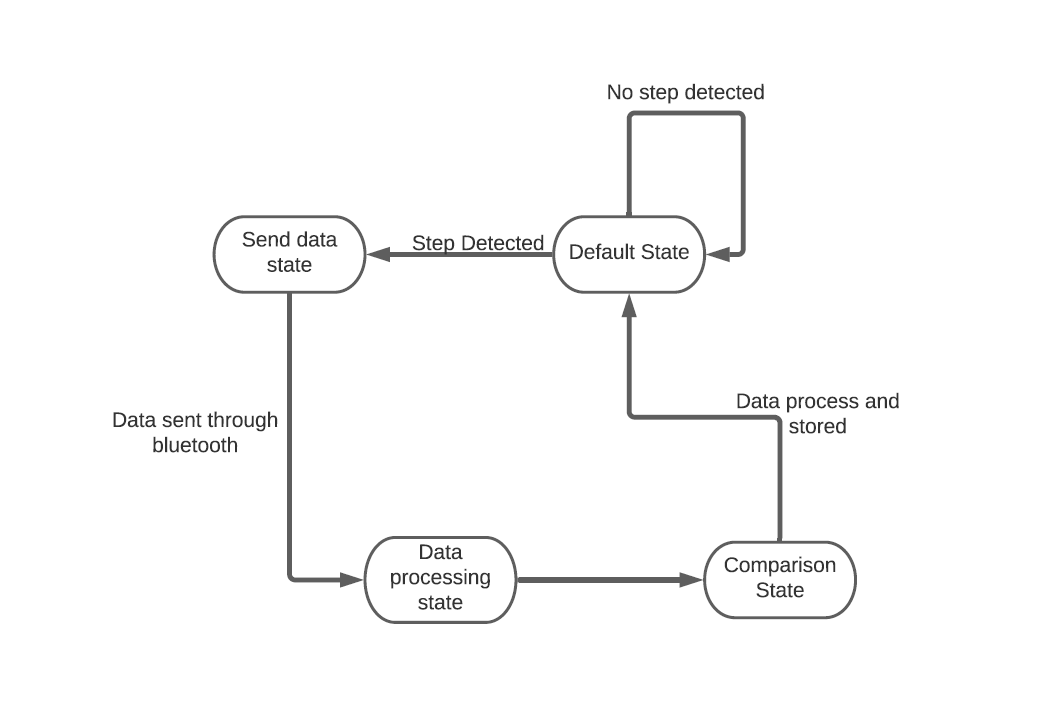 No step detected
Send data
state
Step Detected
Default State
Data sent through
bluetooth
Data process and
stored
Data
processing
state
Comparison
State